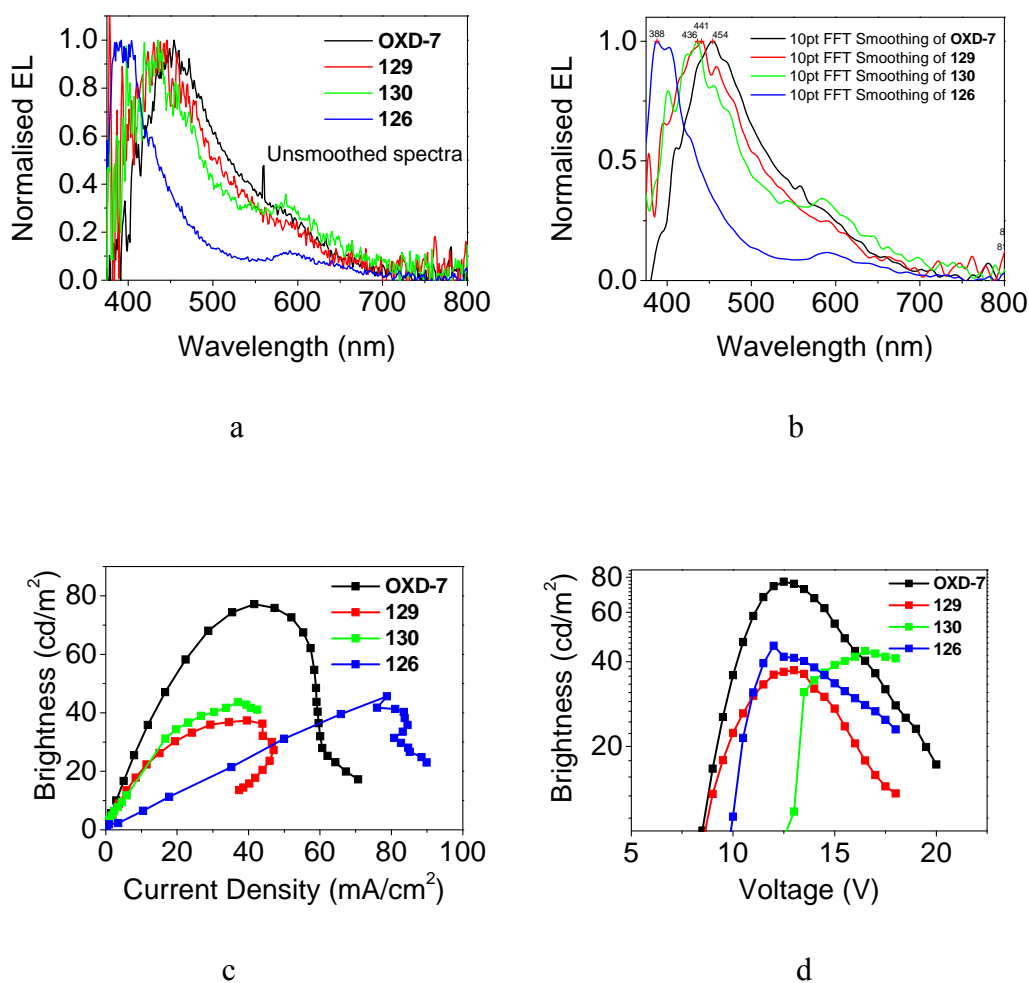 Normalised EL
1.0
0.8
0.6
0.4
0.2
0.0
400 500 600 700 800
Wavelength (nm)
OXD-7
129
130
126
Unsmoothed spectra
a
Normalised EL
1.0
0.5
0.0
400 500 600 700 800
Wavelength (nm)
388 436 441 454
10pt FFT Smoothing of OXD-7
10pt FFT Smoothing of 129
10pt FFT Smoothing of 130
10pt FFT Smoothing of 126
8
81
b
Brightness (cd/m²)
80
60
40
20
0
0 20 40 60 80 100
Current Density (mA/cm²)
OXD-7
129
130
126
c
Brightness (cd/m²)
80
60
40
20
5 10 15 20
Voltage (V)
OXD-7
129
130
126
d